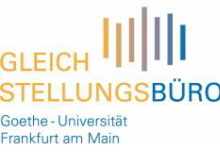 GLEICH
STELLUNGSBÜRO
Goethe-Universität
Frankfurt am Main